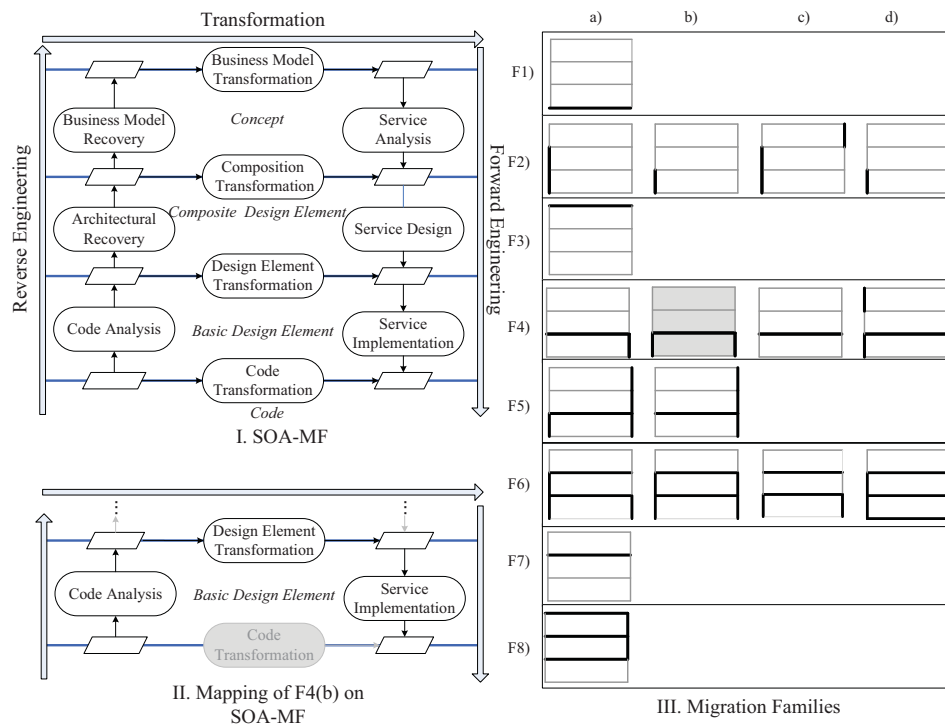 Transformation
Reverse Engineering
Forward Engineering
Business Model
Transformation
Business Model
Recovery
Concept
Service
Analysis
Composition
Transformation
Composite Design Element
Architectural
Recovery
Service Design
Design Element
Transformation
Code Analysis
Basic Design Element
Service
Implementation
Code
Transformation
Code
I. SOA-MF
...
...
Design Element
Transformation
Code Analysis
Basic Design Element
Service
Implementation
Code
Transformation
II. Mapping of F4(b) on
SOA-MF
a) b) c) d)
F1)
F2)
F3)
F4)
F5)
F6)
F7)
F8)
III. Migration Families